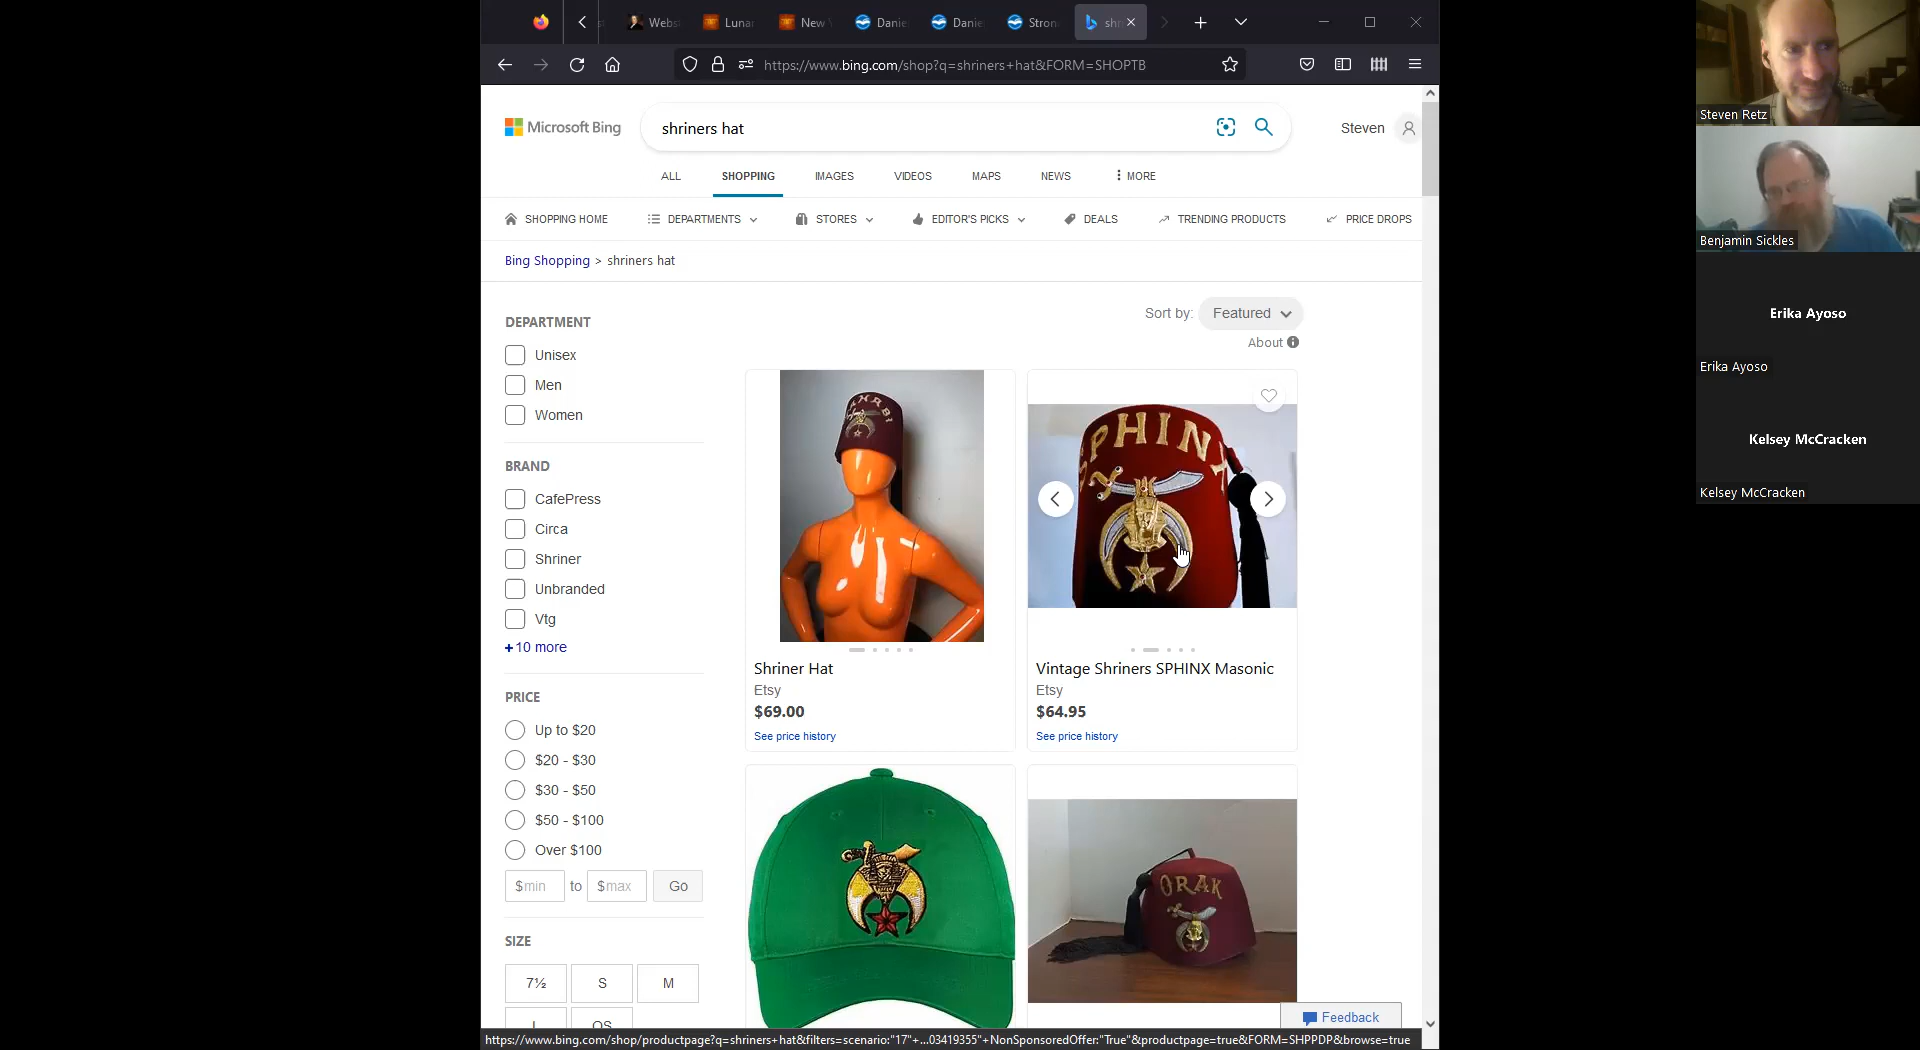 Webs
Luna
New
Danie
Danie
Stron
shr
https://www.bing.com/shop?q=shriners+hat&FORM=SHOPTB
Microsoft Bing
shriners hat
Steven
ALL
SHOPPING
IMAGES
VIDEOS
MAPS
NEWS
MORE
SHOPPING HOME
DEPARTMENTS
STORES
EDITOR'S PICKS
DEALS
TRENDING PRODUCTS
PRICE DROPS
Bing Shopping > shriners hat
Sort by: Featured
About
DEPARTMENT
Unisex
Men
Women
BRAND
CafePress
Circa
Shriner
Unbranded
Vtg
+10 more
PRICE
Up to $20
$20 - $30
$30 - $50
$50 - $100
Over $100
$min to $max Go
SIZE
7½ S M
L OS
SPHINX
Shriner Hat
Etsy
$69.00
See price history
Vintage Shriners SPHINX Masonic
Etsy
$64.95
See price history
ORAK
Feedback
https://www.bing.com/shop/productpage?q=shriners+hat&filters=scenario:"17"+...03419355"+NonSponsoredOffer:"True"&productpage=true&FORM=SHPPDP&browse=true
Steven Retz
Benjamin Sickles
Erika Ayoso
Erika Ayoso
Kelsey McCracken
Kelsey McCracken